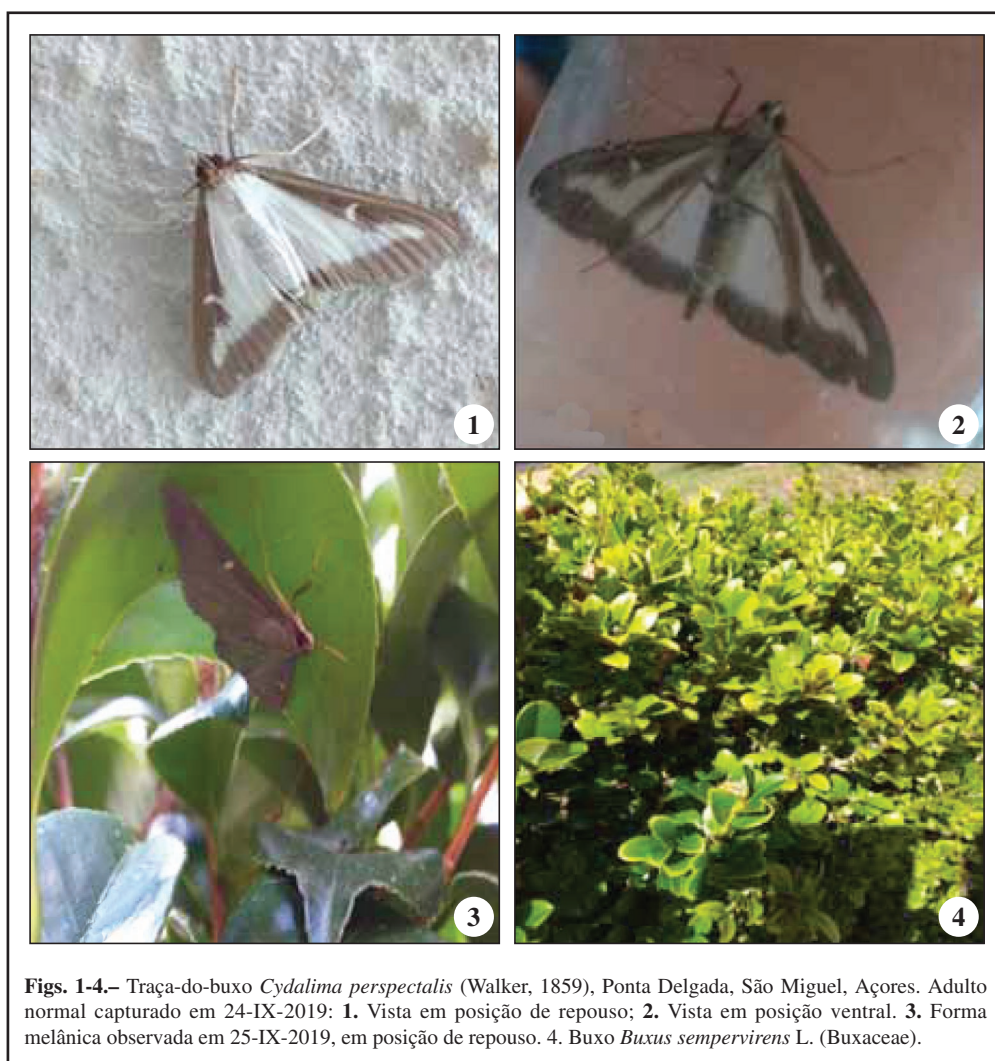 1
2
3
4
Figs. 1-4.– Traça-do-buxo Cydalima perspectalis (Walker, 1859), Ponta Delgada, São Miguel, Açores. Adulto
normal capturado em 24-IX-2019: 1. Vista em posição de repouso; 2. Vista em posição ventral. 3. Forma
melânica observada em 25-IX-2019, em posição de repouso. 4. Buxo Buxus sempervirens L. (Buxaceae).